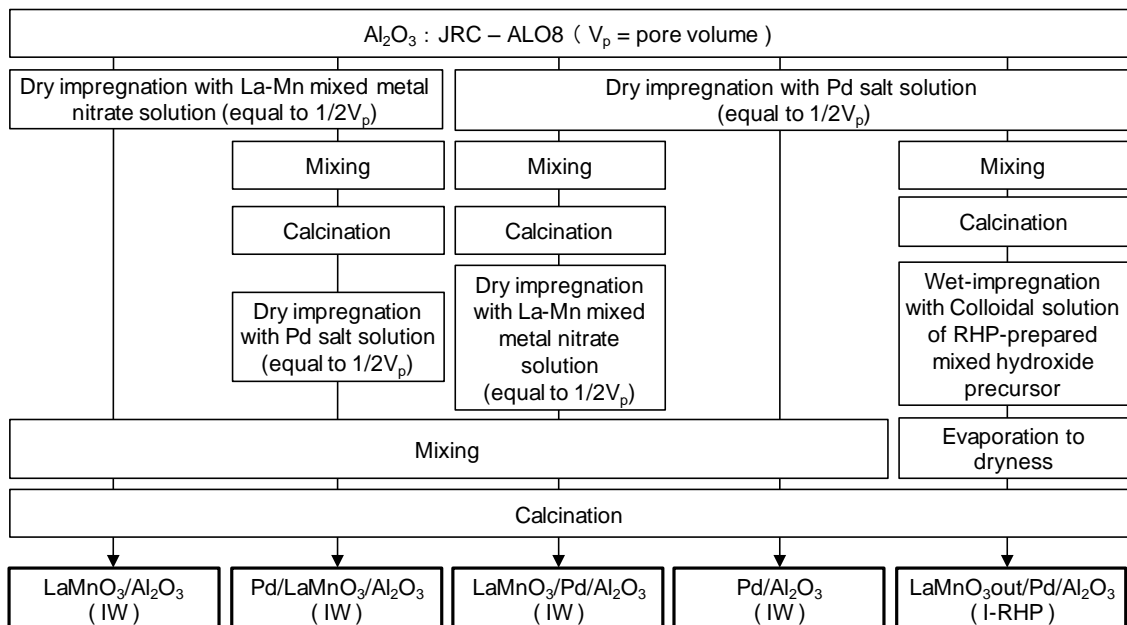 Al₂O₃ : JRC – ALO8 ( Vₚ = pore volume )
Dry impregnation with La-Mn mixed metal
nitrate solution (equal to 1/2Vₚ)
Dry impregnation with Pd salt solution
(equal to 1/2Vₚ)
Mixing
Mixing
Mixing
Calcination
Calcination
Calcination
Dry impregnation
with Pd salt solution
(equal to 1/2Vₚ)
Dry impregnation
with La-Mn mixed
metal nitrate
solution
(equal to 1/2Vₚ)
Wet-impregnation
with Colloidal solution
of RHP-prepared
mixed hydroxide
precursor
Mixing
Evaporation to
dryness
Calcination
LaMnO₃/Al₂O₃
( IW )
Pd/LaMnO₃/Al₂O₃
( IW )
LaMnO₃/Pd/Al₂O₃
( IW )
Pd/Al₂O₃
( IW )
LaMnO₃out/Pd/Al₂O₃
( I-RHP )